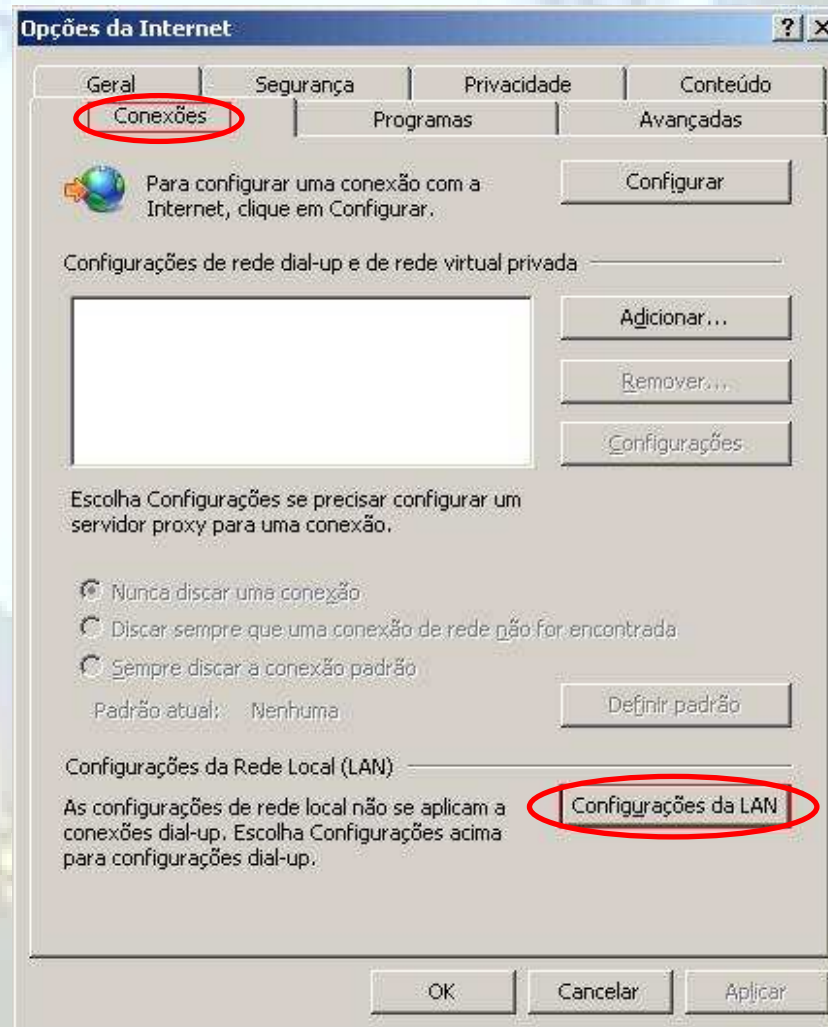 Opções da Internet
Geral
Segurança
Privacidade
Conteúdo
Conexões
Programas
Avançadas
Para configurar uma conexão com a
Internet, clique em Configurar.
Configurar
Configurações de rede dial-up e de rede virtual privada
Adicionar...
Remover...
Configurações
Escolha Configurações se precisar configurar um
servidor proxy para uma conexão.
Nunca discar uma conexão
Discar sempre que uma conexão de rede não for encontrada
Sempre discar a conexão padrão
Padrão atual: Nenhuma
Definir padrão
Configurações da Rede Local (LAN)
As configurações de rede local não se aplicam a
conexões dial-up. Escolha Configurações acima
para configurações dial-up.
Configurações da LAN
OK
Cancelar
Aplicar